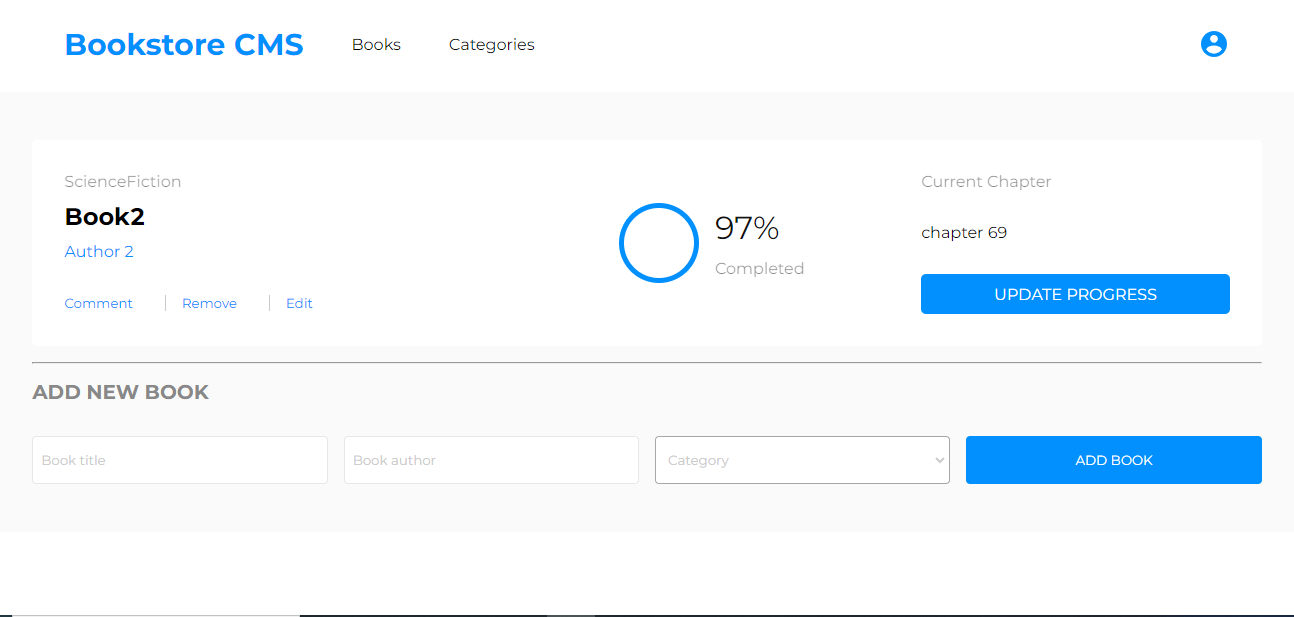 Bookstore CMS
Books
Categories
ScienceFiction
Book2
Author 2
Comment
Remove
Edit
97%
Completed
Current Chapter
chapter 69
UPDATE PROGRESS
ADD NEW BOOK
Book title
Book author
Category
ADD BOOK